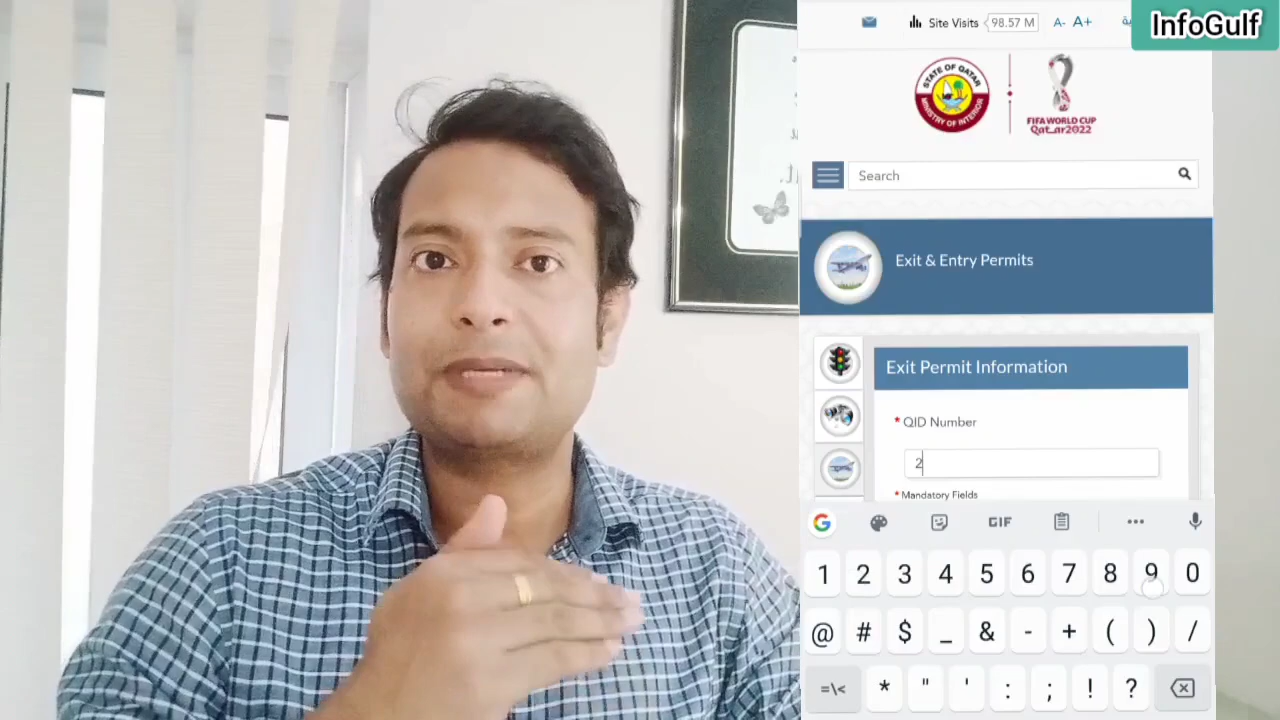 InfoGulf
Site Visits 98.57 M A- A+
STATE OF QATAR
MINISTRY OF INTERIOR
FIFA WORLD CUP
Qatar2022
Search
Exit & Entry Permits
Exit Permit Information
* QID Number
2
* Mandatory Fields
GIF
1 2 3 4 5 6 7 8 9 0
@ # $ _ & - + ( ) /
=\< * " ' : ; ! ?